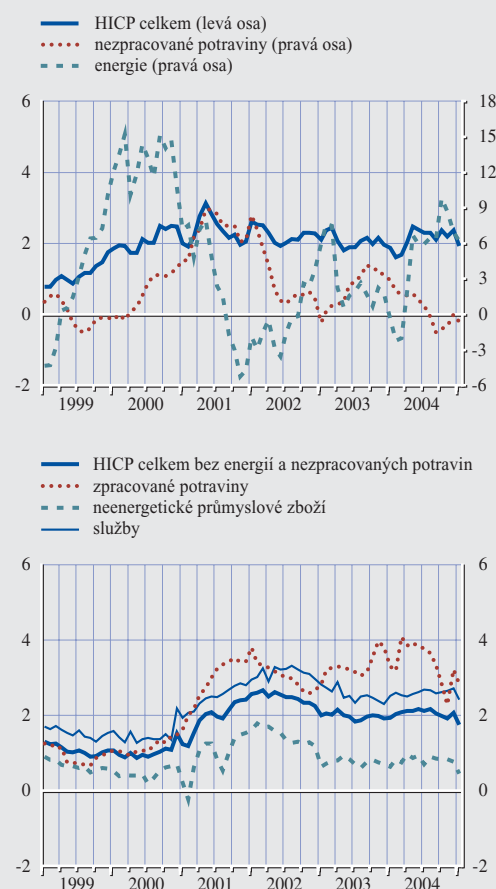 HICP celkem (levá osa)
nezpracované potraviny (pravá osa)
energie (pravá osa)
6 18
15
4 12
9
2 6
3
0 0
-3
-2 -6
1999 2000 2001 2002 2003 2004
HICP celkem bez energií a nezpracovaných potravin
zpracované potraviny
neenergetické průmyslové zboží
služby
6 6
4 4
2 2
0 0
-2 -2
1999 2000 2001 2002 2003 2004